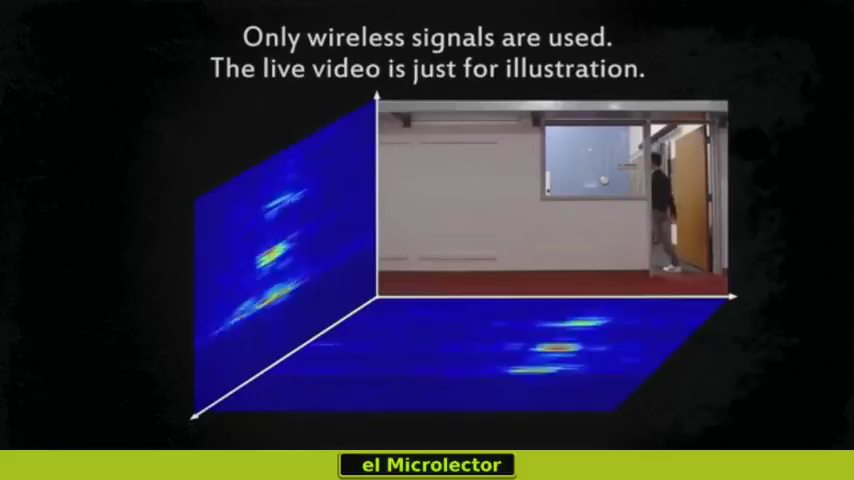 Only wireless signals are used.
The live video is just for illustration.
el Microlector